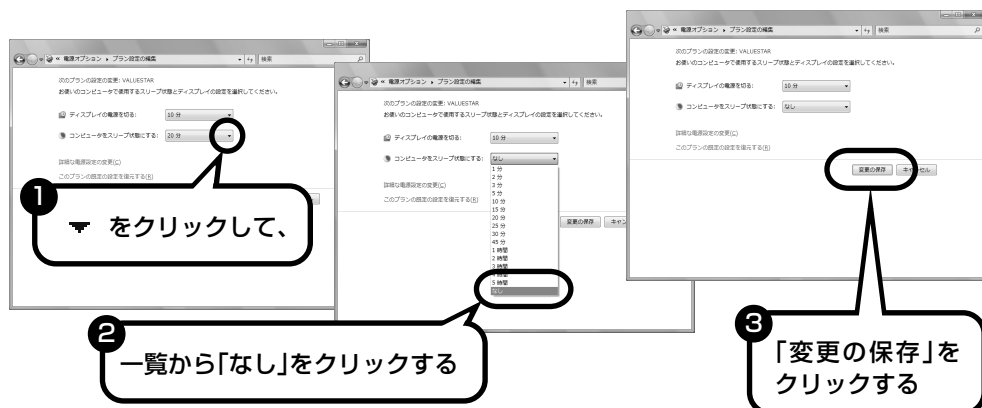 電源オプション ▸ プラン設定の編集
検索
次のプランの設定の変更: VALUESTAR
お使いのコンピュータで使用するスリープ状態とディスプレイの設定を選択してください。
ディスプレイの電源を切る: 10 分
コンピュータをスリープ状態にする: 20 分
詳細な電源設定の変更(C)
このプランの既定の設定を復元する(R)
❶
▼ をクリックして、
電源オプション ▸ プラン設定の編集
検索
次のプランの設定の変更: VALUESTAR
お使いのコンピュータで使用するスリープ状態とディスプレイの設定を選択してください。
ディスプレイの電源を切る: 10 分
コンピュータをスリープ状態にする: なし
1 分
2 分
3 分
5 分
10 分
15 分
20 分
25 分
30 分
45 分
1 時間
2 時間
3 時間
5 時間
なし
詳細な電源設定の変更(C)
このプランの既定の設定を復元する(R)
変更の保存
❷
一覧から「なし」をクリックする
電源オプション ▸ プラン設定の編集
検索
次のプランの設定の変更: VALUESTAR
お使いのコンピュータで使用するスリープ状態とディスプレイの設定を選択してください。
ディスプレイの電源を切る: 10 分
コンピュータをスリープ状態にする: なし
詳細な電源設定の変更(C)
このプランの既定の設定を復元する(R)
変更の保存 キャンセル
❸
「変更の保存」を
クリックする